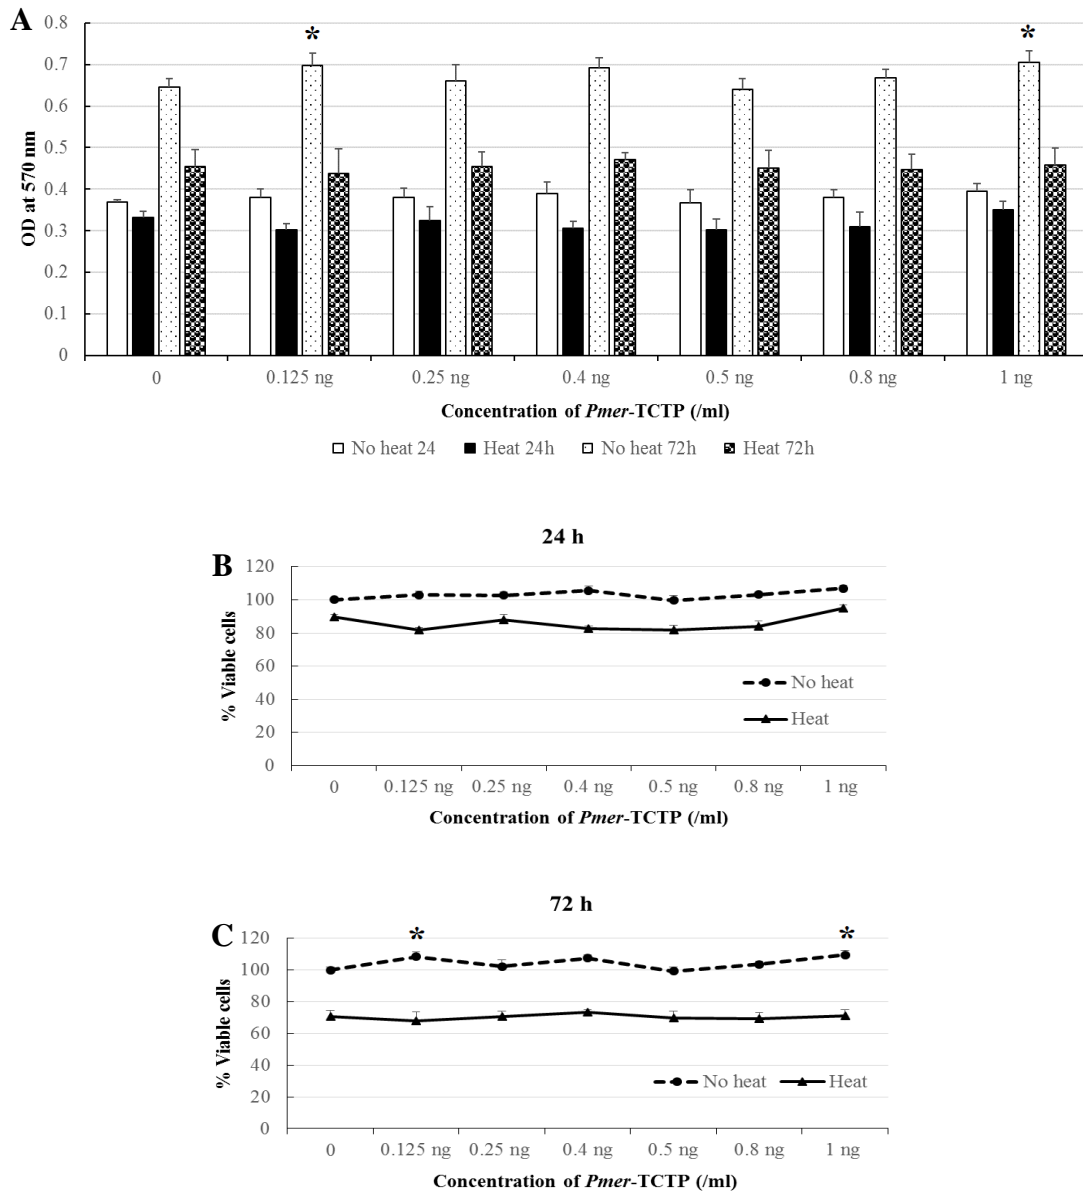 A
*
*
0.8
0.7
0.6
0.5
0.4
0.3
0.2
0.1
0
OD at 570 nm
0 0.125 ng 0.25 ng 0.4 ng 0.5 ng 0.8 ng 1 ng
Concentration of Pmer-TCTP (/ml)
No heat 24 Heat 24h No heat 72h Heat 72h
24 h
B
120
100
80
60
40
20
0
% Viable cells
No heat
Heat
0 0.125 ng 0.25 ng 0.4 ng 0.5 ng 0.8 ng 1 ng
Concentration of Pmer-TCTP (/ml)
72 h
C
*
*
120
100
80
60
40
20
0
% Viable cells
No heat Heat
0 0.125 ng 0.25 ng 0.4 ng 0.5 ng 0.8 ng 1 ng
Concentration of Pmer-TCTP (/ml)